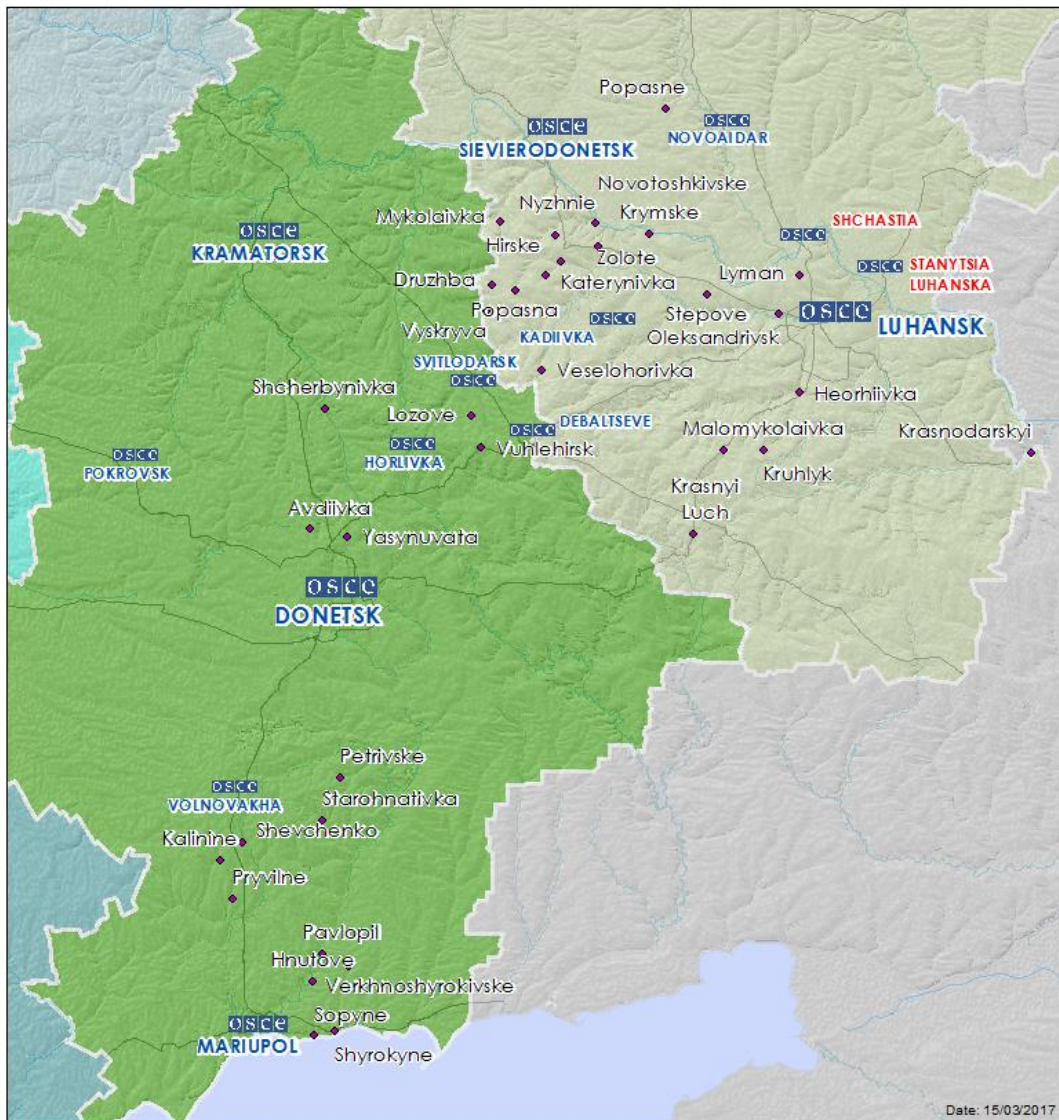 Popasne
osce
SIEVIERODONETSK
osce
NOVOAIDAR
Novotoshkivske
Nyzhnie
Krymske
Mykolaivka
osce
KRAMATORSK
Hirske
Zolote
osce
SHCHASTIA
osce
STANYTSIA
LUHANSKA
Druzhba
Katerynivka
Lyman
Popasna
Stepove
osce
LUHANSK
Vyskryva
osce
KADIIVKA
Oleksandrivsk
SVITLODARSK
osce
Veselohorivka
Shcherbynivka
Heorhiivka
Lozove
osce
DEBALTSEVE
osce
HORLIVKA
Vuhlehirsk
Malomykolaivka
Krasnodarskyi
osce
POKROVSK
Kruhlyk
Krasnyi
Luch
Avdiivka
Yasynuvata
osce
DONETSK
Petrivske
osce
VOLNOVAKHA
Starohnativka
Shevchenko
Kalinine
Pryvilne
Pavlopil
Hnutove
Verkhnoshyrokivske
Sopyne
osce
MARIUPOL
Shyrokyne
Date: 15/03/2017